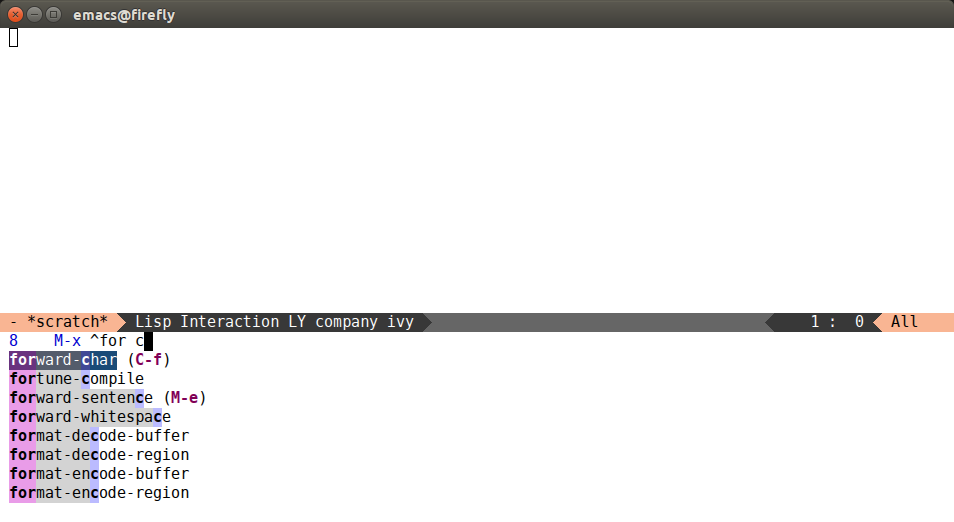 emacs@firefly
- *scratch* Lisp Interaction LY company ivy 1 : 0 All
8 M-x ^for c
forward-char (C-f)
fortune-compile
forward-sentence (M-e)
forward-whitespace
format-decode-buffer
format-decode-region
format-encode-buffer
format-encode-region